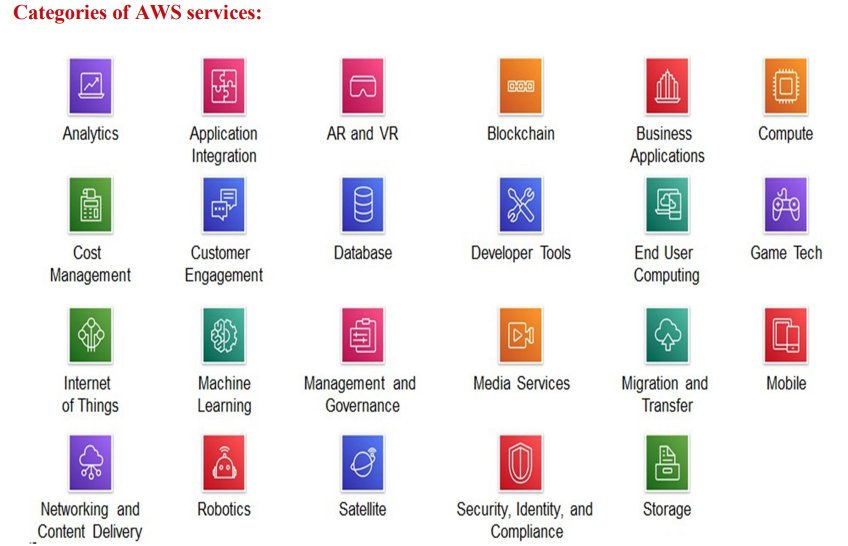 Categories of AWS services:
Analytics
Application
Integration
AR and VR
Blockchain
Business
Applications
Compute
Cost
Management
Customer
Engagement
Database
Developer Tools
End User
Computing
Game Tech
Internet
of Things
Machine
Learning
Management and
Governance
Media Services
Migration and
Transfer
Mobile
Networking and
Content Delivery
Robotics
Satellite
Security, Identity, and
Compliance
Storage